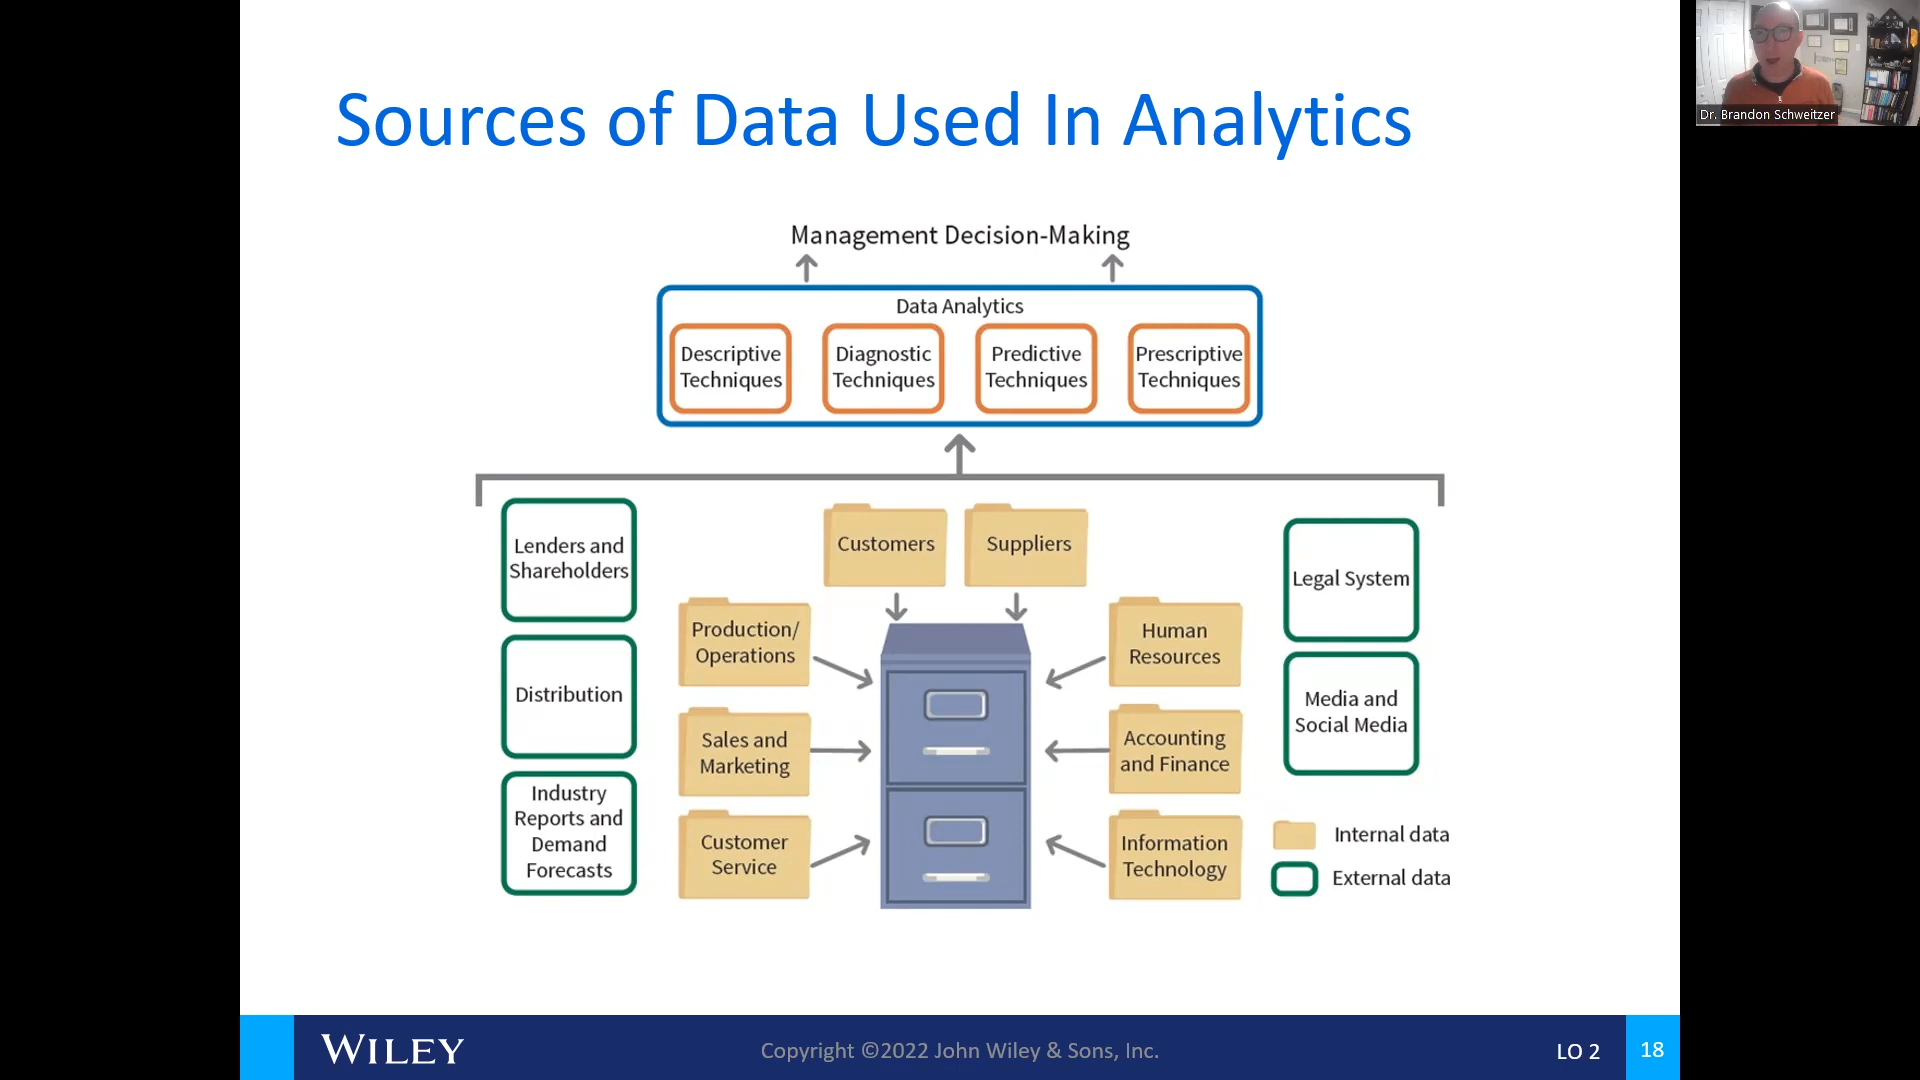 Sources of Data Used In Analytics
Dr. Brandon Schweitzer
Management Decision-Making
Data Analytics
Descriptive
Techniques
Diagnostic
Techniques
Predictive
Techniques
Prescriptive
Techniques
Lenders and
Shareholders
Distribution
Industry
Reports and
Demand
Forecasts
Customers
Suppliers
Production/
Operations
Sales and
Marketing
Customer
Service
Human
Resources
Accounting
and Finance
Information
Technology
Legal System
Media and
Social Media
Internal data
External data
WILEY
Copyright ©2022 John Wiley & Sons, Inc.
LO 2
18